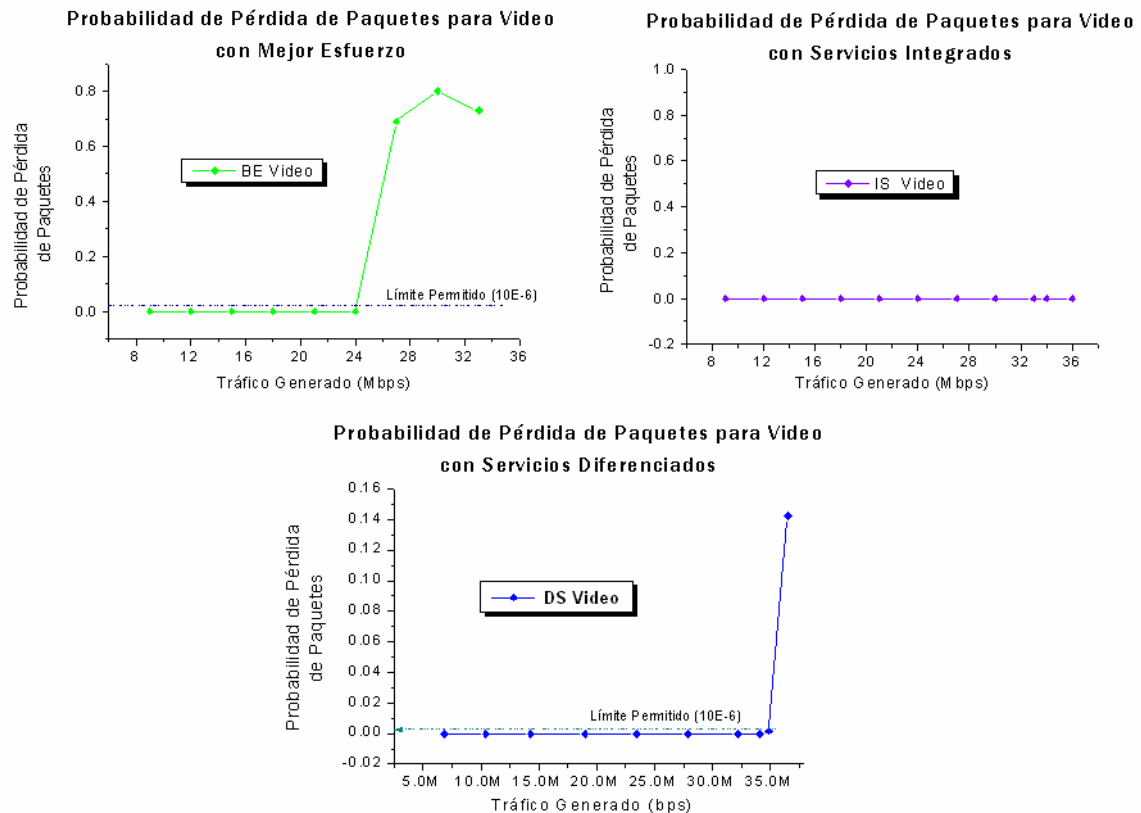 Probabilidad de Pérdida de Paquetes para Video
con Mejor Esfuerzo
Probabilidad de Pérdida
de Paquetes
0.8
0.6
0.4
0.2
0.0
BE Video
Límite Permitido (10E-6)
8 12 16 20 24 28 32 36
Tráfico Generado (Mbps)
Probabilidad de Pérdida de Paquetes para Video
con Servicios Integrados
Probabilidad de Pérdida
de Paquetes
1.0
0.8
0.6
0.4
0.2
0.0
-0.2
IS Video
8 12 16 20 24 28 32 36
Tráfico Generado (Mbps)
Probabilidad de Pérdida de Paquetes para Video
con Servicios Diferenciados
Probabilidad de Pérdida
de Paquetes
0.16
0.14
0.12
0.10
0.08
0.06
0.04
0.02
0.00
-0.02
DS Video
Límite Permitido (10E-6)
5.0M 10.0M 15.0M 20.0M 25.0M 30.0M 35.0M
Tráfico Generado (bps)